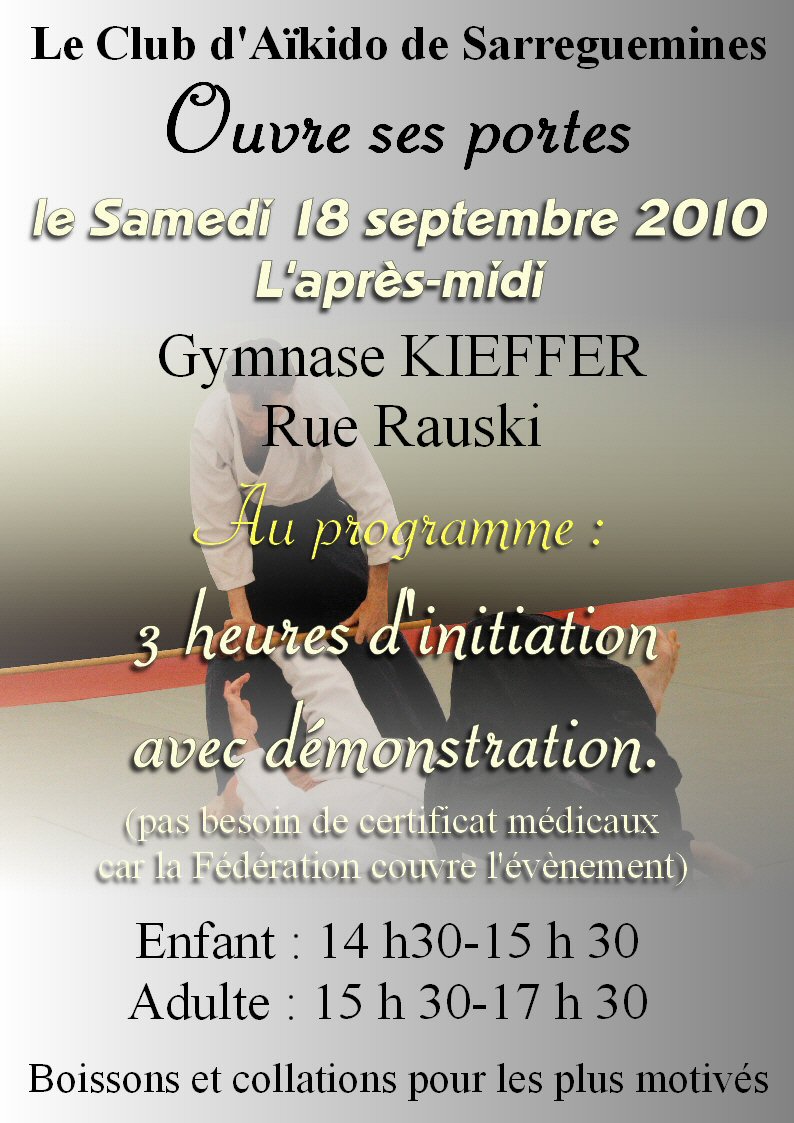 Le Club d'Aïkido de Sarreguemines
Ouvre ses portes
le Samedi 18 septembre 2010
L'après-midi
Gymnase KIEFFER
Rue Rauski
Au programme :
3 heures d'initiation
avec démonstration.
(pas besoin de certificat médicaux
car la Fédération couvre l'évènement)
Enfant : 14 h30-15 h 30
Adulte : 15 h 30-17 h 30
Boissons et collations pour les plus motivés